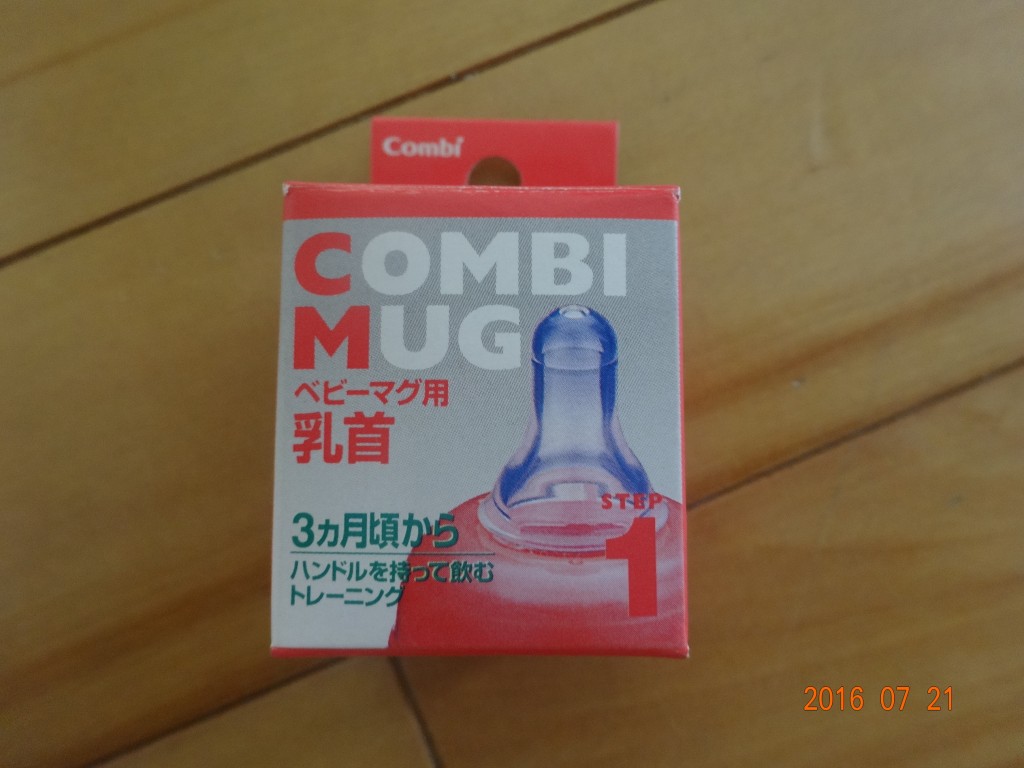 Combi
COMBI
MUG
ベビーマグ用
乳首
STEP
1
3ヵ月頃から
ハンドルを持って飲む
トレーニング
2016 07 21